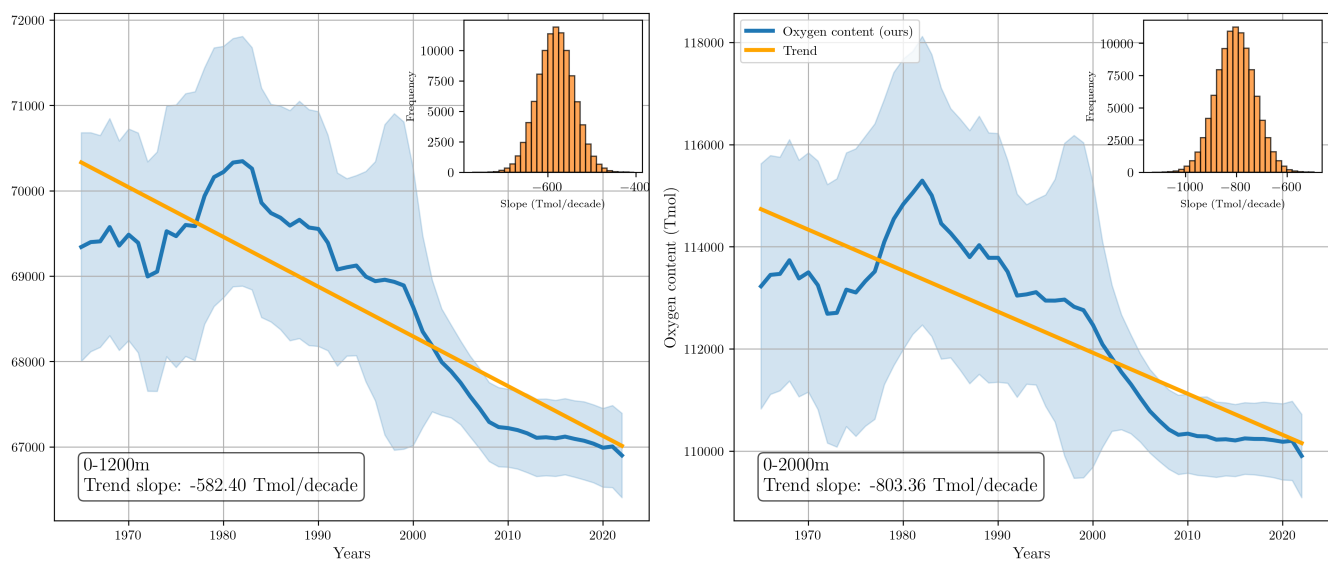 72000
71000
70000
69000
68000
67000
1970
1980
1990
2000
2010
2020
Years
10000
7500
5000
2500
0
Frequency
−600
−400
Slope (Tmol/decade)
0-1200m
Trend slope: -582.40 Tmol/decade
Oxygen content (Tmol)
118000
116000
114000
112000
110000
1970
1980
1990
2000
2010
2020
Years
Oxygen content (ours)
Trend
10000
7500
5000
2500
0
Frequency
−1000
−800
−600
Slope (Tmol/decade)
0-2000m
Trend slope: -803.36 Tmol/decade